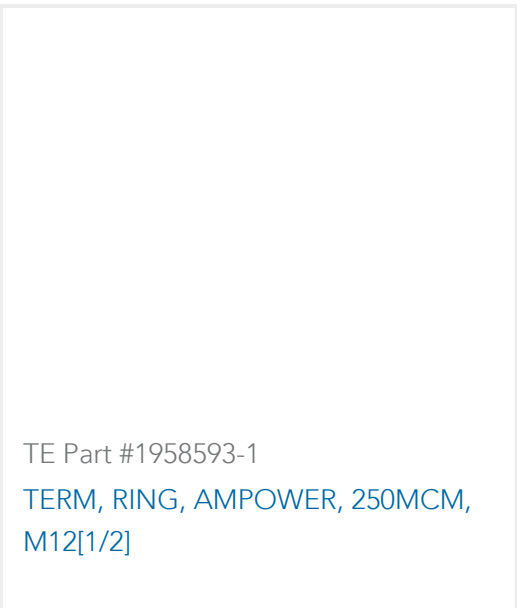 TE Part #1958593-1
TERM, RING, AMPOWER, 250MCM,
M12[1/2]